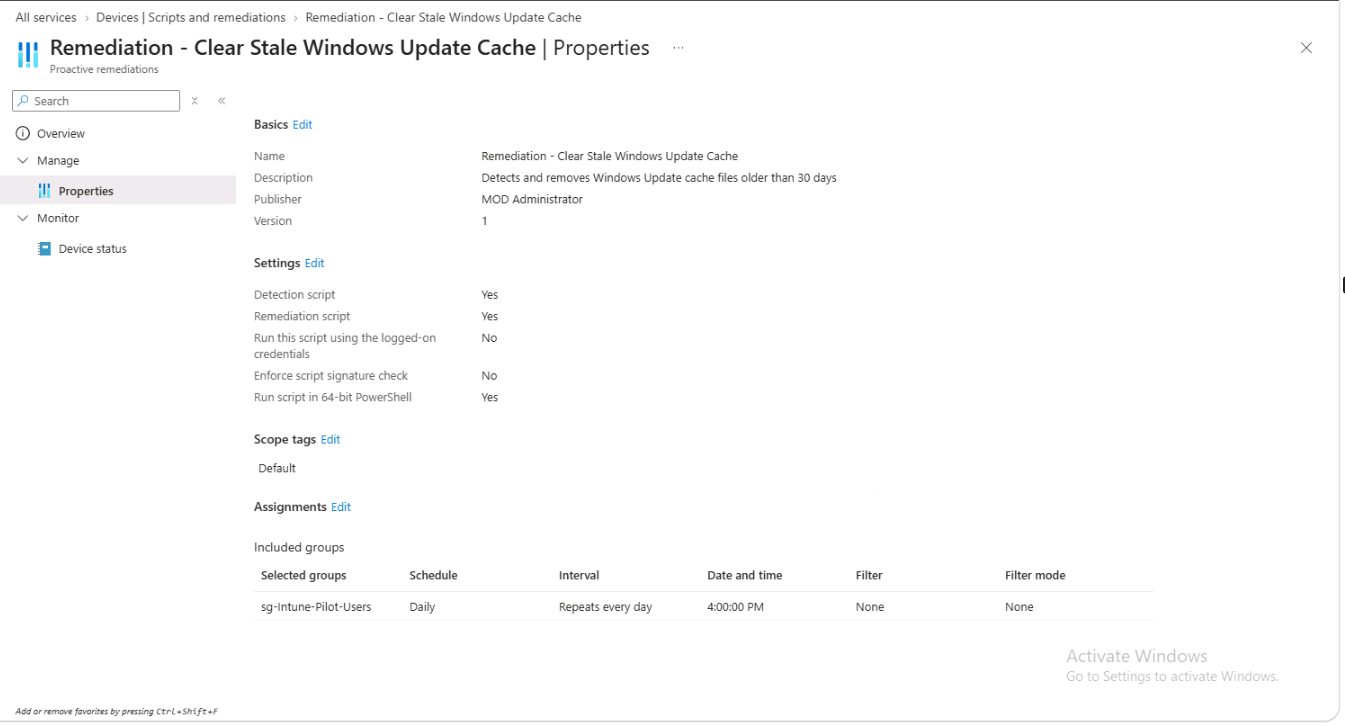 All services › Devices | Scripts and remediations › Remediation - Clear Stale Windows Update Cache
Remediation - Clear Stale Windows Update Cache | Properties ...
Proactive remediations
Search
Overview
Manage
Properties
Monitor
Device status
Basics Edit
Name Remediation - Clear Stale Windows Update Cache
Description Detects and removes Windows Update cache files older than 30 days
Publisher MOD Administrator
Version 1
Settings Edit
Detection script Yes
Remediation script Yes
Run this script using the logged-on No
credentials
Enforce script signature check No
Run script in 64-bit PowerShell Yes
Scope tags Edit
Default
Assignments Edit
Included groups
Selected groups Schedule Interval Date and time Filter Filter mode
sg-Intune-Pilot-Users Daily Repeats every day 4:00:00 PM None None
Activate Windows
Go to Settings to activate Windows.
Add or remove favorites by pressing Ctrl+Shift+F